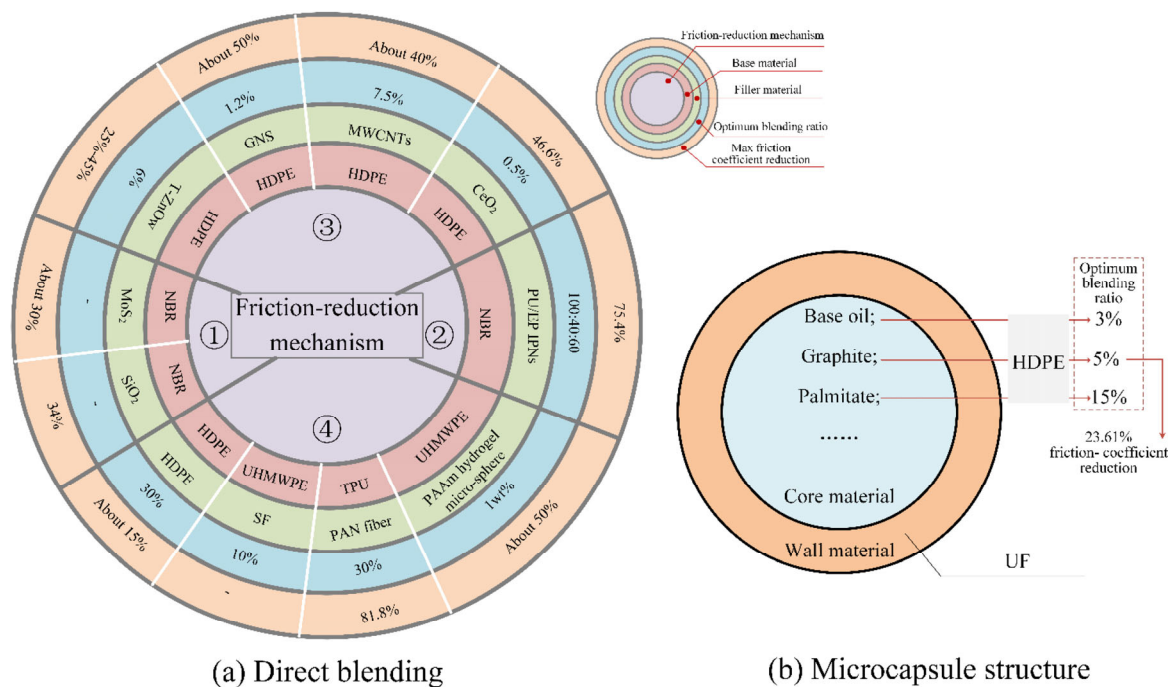 About 50%
About 40%
46.6%
75.4%
About 50%
81.8%
-
About 15%
34%
About 30%
25%-45%
1.2%
7.5%
0.5%
100:40:60
1wt%
30%
10%
30%
-
-
6%
GNS
MWCNTs
CeO₂
PU/EP IPNs
PAAm hydrogel
micro-sphere
PAN fiber
SF
HDPE
SiO₂
MoS₂
T-ZnOw
HDPE
HDPE
HDPE
NBR
UHMWPE
TPU
UHMWPE
HDPE
NBR
NBR
HDPE
③
①
②
④
Friction-reduction
mechanism
(a) Direct blending
Friction-reduction mechanism
Base material
Filler material
Optimum blending ratio
Max friction
coefficient reduction
Base oil;
Graphite;
Palmitate;
......
Core material
Wall material
UF
HDPE
Optimum
blending
ratio
3%
5%
15%
23.61%
friction- coefficient
reduction
(b) Microcapsule structure